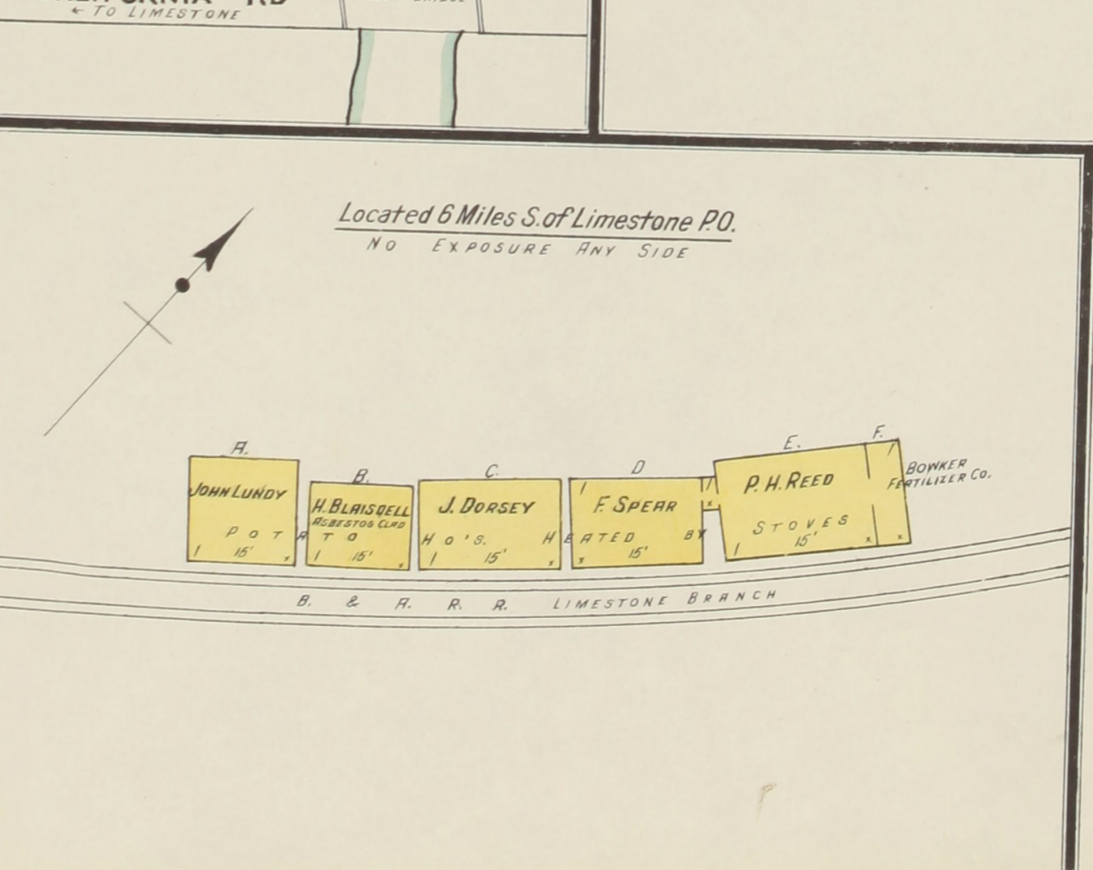 ← TO LIMESTONE
Located 6 Miles S. of Limestone P.O.
NO EXPOSURE ANY SIDE
A.
B.
C.
D
E.
F.
JOHN LUNDY
H. BLAISDELL
ASBESTOS CLAD
J. DORSEY
F. SPEAR
P. H. REED
BOWKER
FERTILIZER CO.
POTATO HO'S. HEATED BY STOVES
1 15' x
1 15' x
1 15' x
1
x 15'
1
x
1 15' x
1
x
B. & A. R. R. LIMESTONE BRANCH